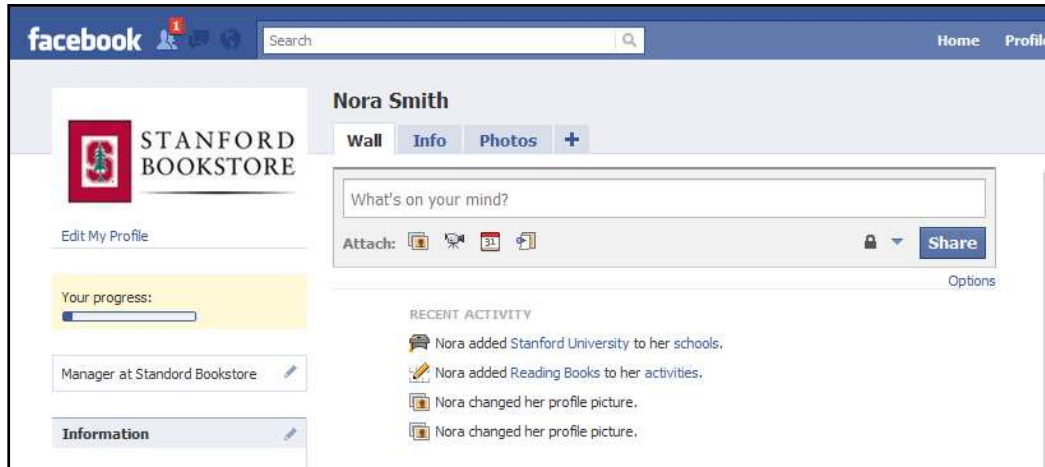 facebook
1
Search
Home Profile
STANFORD
BOOKSTORE
Nora Smith
Wall Info Photos +
What's on your mind?
Edit My Profile
Attach: 31 Share
Options
Your progress:
RECENT ACTIVITY
Nora added Stanford University to her schools.
Manager at Standord Bookstore
Nora added Reading Books to her activities.
Nora changed her profile picture.
Information
Nora changed her profile picture.